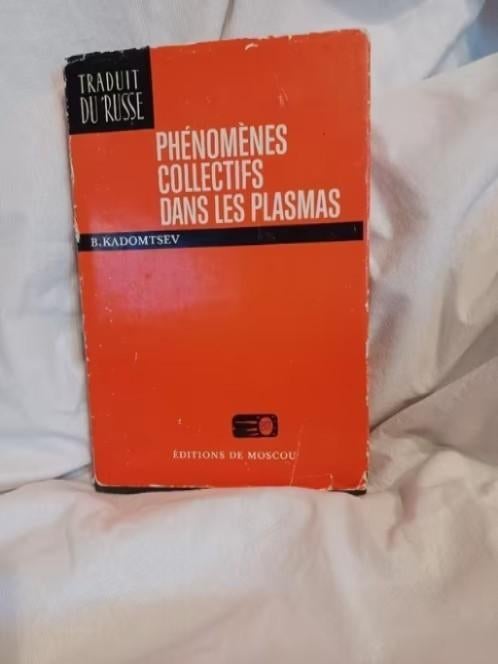 TRADUIT
DU RUSSE
PHÉNOMÈNES
COLLECTIFS
DANS LES PLASMAS
B. KADOMTSEV
ÉDITIONS DE MOSCOU